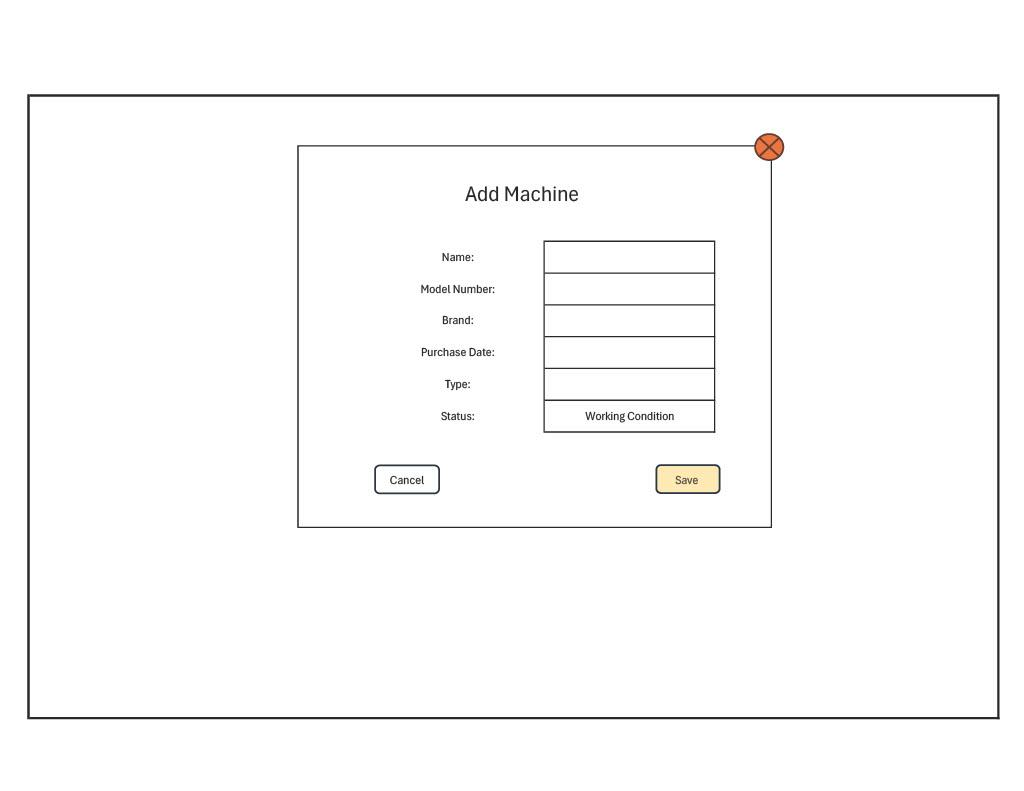 Add Machine
Name:
Model Number:
Brand:
Purchase Date:
Type:
Status:
Working Condition
Cancel
Save